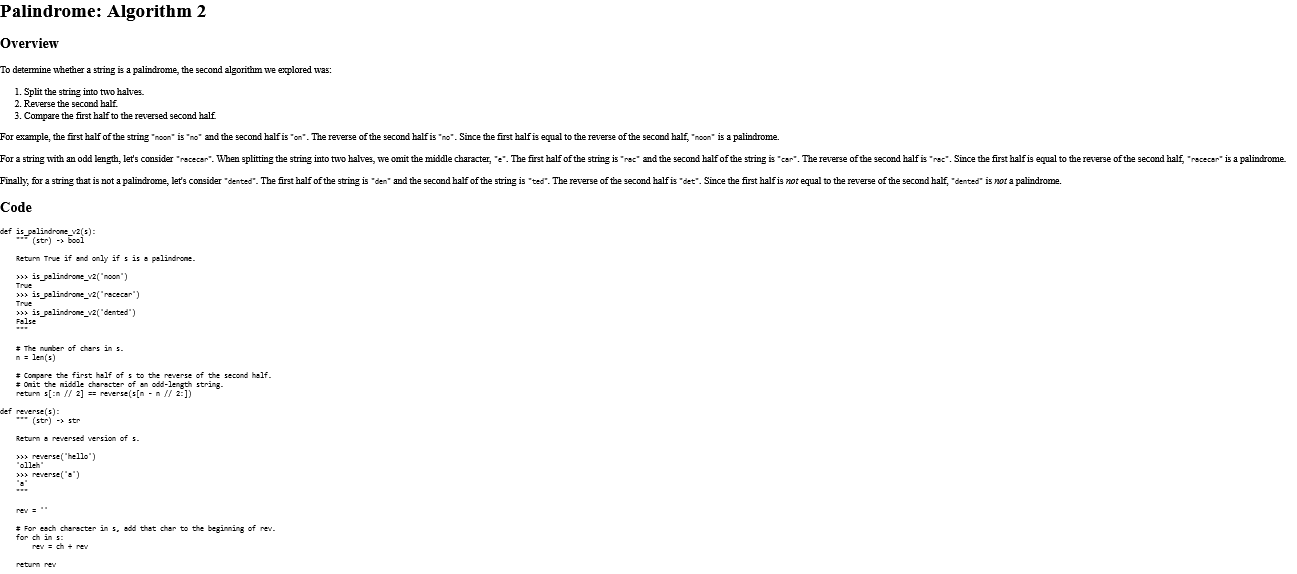 Palindrome: Algorithm 2
Overview
To determine whether a string is a palindrome, the second algorithm we explored was:
1. Split the string into two halves.
2. Reverse the second half.
3. Compare the first half to the reversed second half.
For example, the first half of the string "noon" is "no" and the second half is "on". The reverse of the second half is "no". Since the first half is equal to the reverse of the second half, "noon" is a palindrome.
For a string with an odd length, let's consider "racecar". When splitting the string into two halves, we omit the middle character, "e". The first half of the string is "rac" and the second half of the string is "car". The reverse of the second half is "rac". Since the first half is equal to the reverse of the second half, "racecar" is a palindrome.
Finally, for a string that is not a palindrome, let's consider "dented". The first half of the string is "den" and the second half of the string is "ted". The reverse of the second half is "det". Since the first half is not equal to the reverse of the second half, "dented" is not a palindrome.
Code
def is_palindrome_v2(s):
    """ (str) -> bool
    Return True if and only if s is a palindrome.
    >>> is_palindrome_v2('noon')
    True
    >>> is_palindrome_v2('racecar')
    True
    >>> is_palindrome_v2('dented')
    False
    """
    # The number of chars in s.
    n = len(s)
    # Compare the first half of s to the reverse of the second half.
    # Omit the middle character of an odd-length string.
    return s[:n // 2] == reverse(s[n - n // 2:])
def reverse(s):
    """ (str) -> str
    Return a reversed version of s.
    >>> reverse('hello')
    'olleh'
    >>> reverse('a')
    'a'
    """
    rev = ''
    # For each character in s, add that char to the beginning of rev.
    for ch in s:
        rev = ch + rev
    return rev